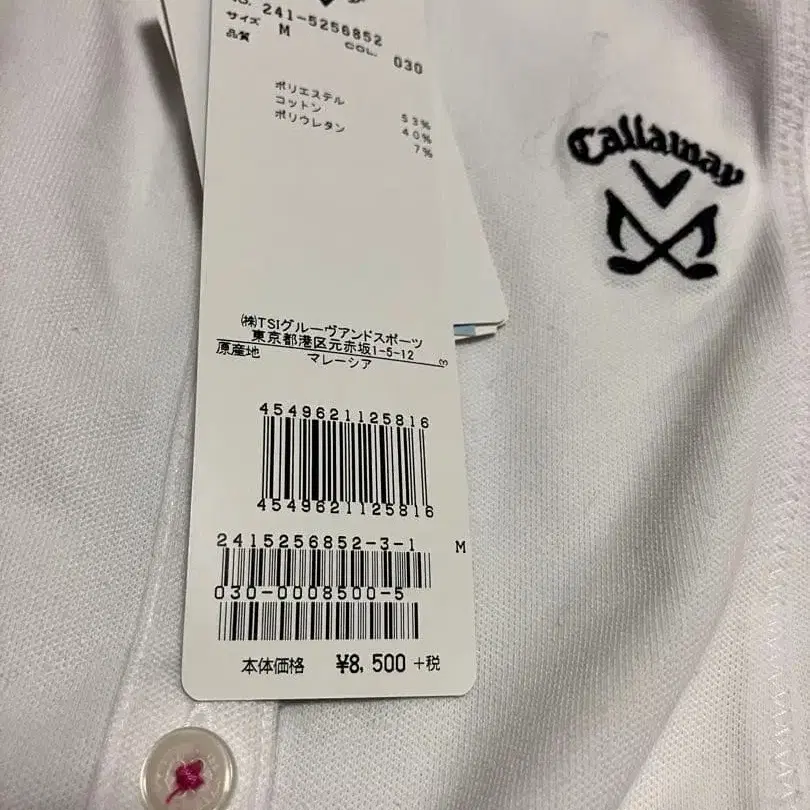 NO. 241-5256852
サイズ M COL. 030
品質
ポリエステル 53%
コットン 40%
ポリウレタン 7%
㈱TSIグルーヴアンドスポーツ
東京都港区元赤坂1-5-12
原産地 マレーシア
4549621125816
4549621125816
2415256852-3-1 M
030-0008500-5
本体価格 ¥8,500 +税
Callaway